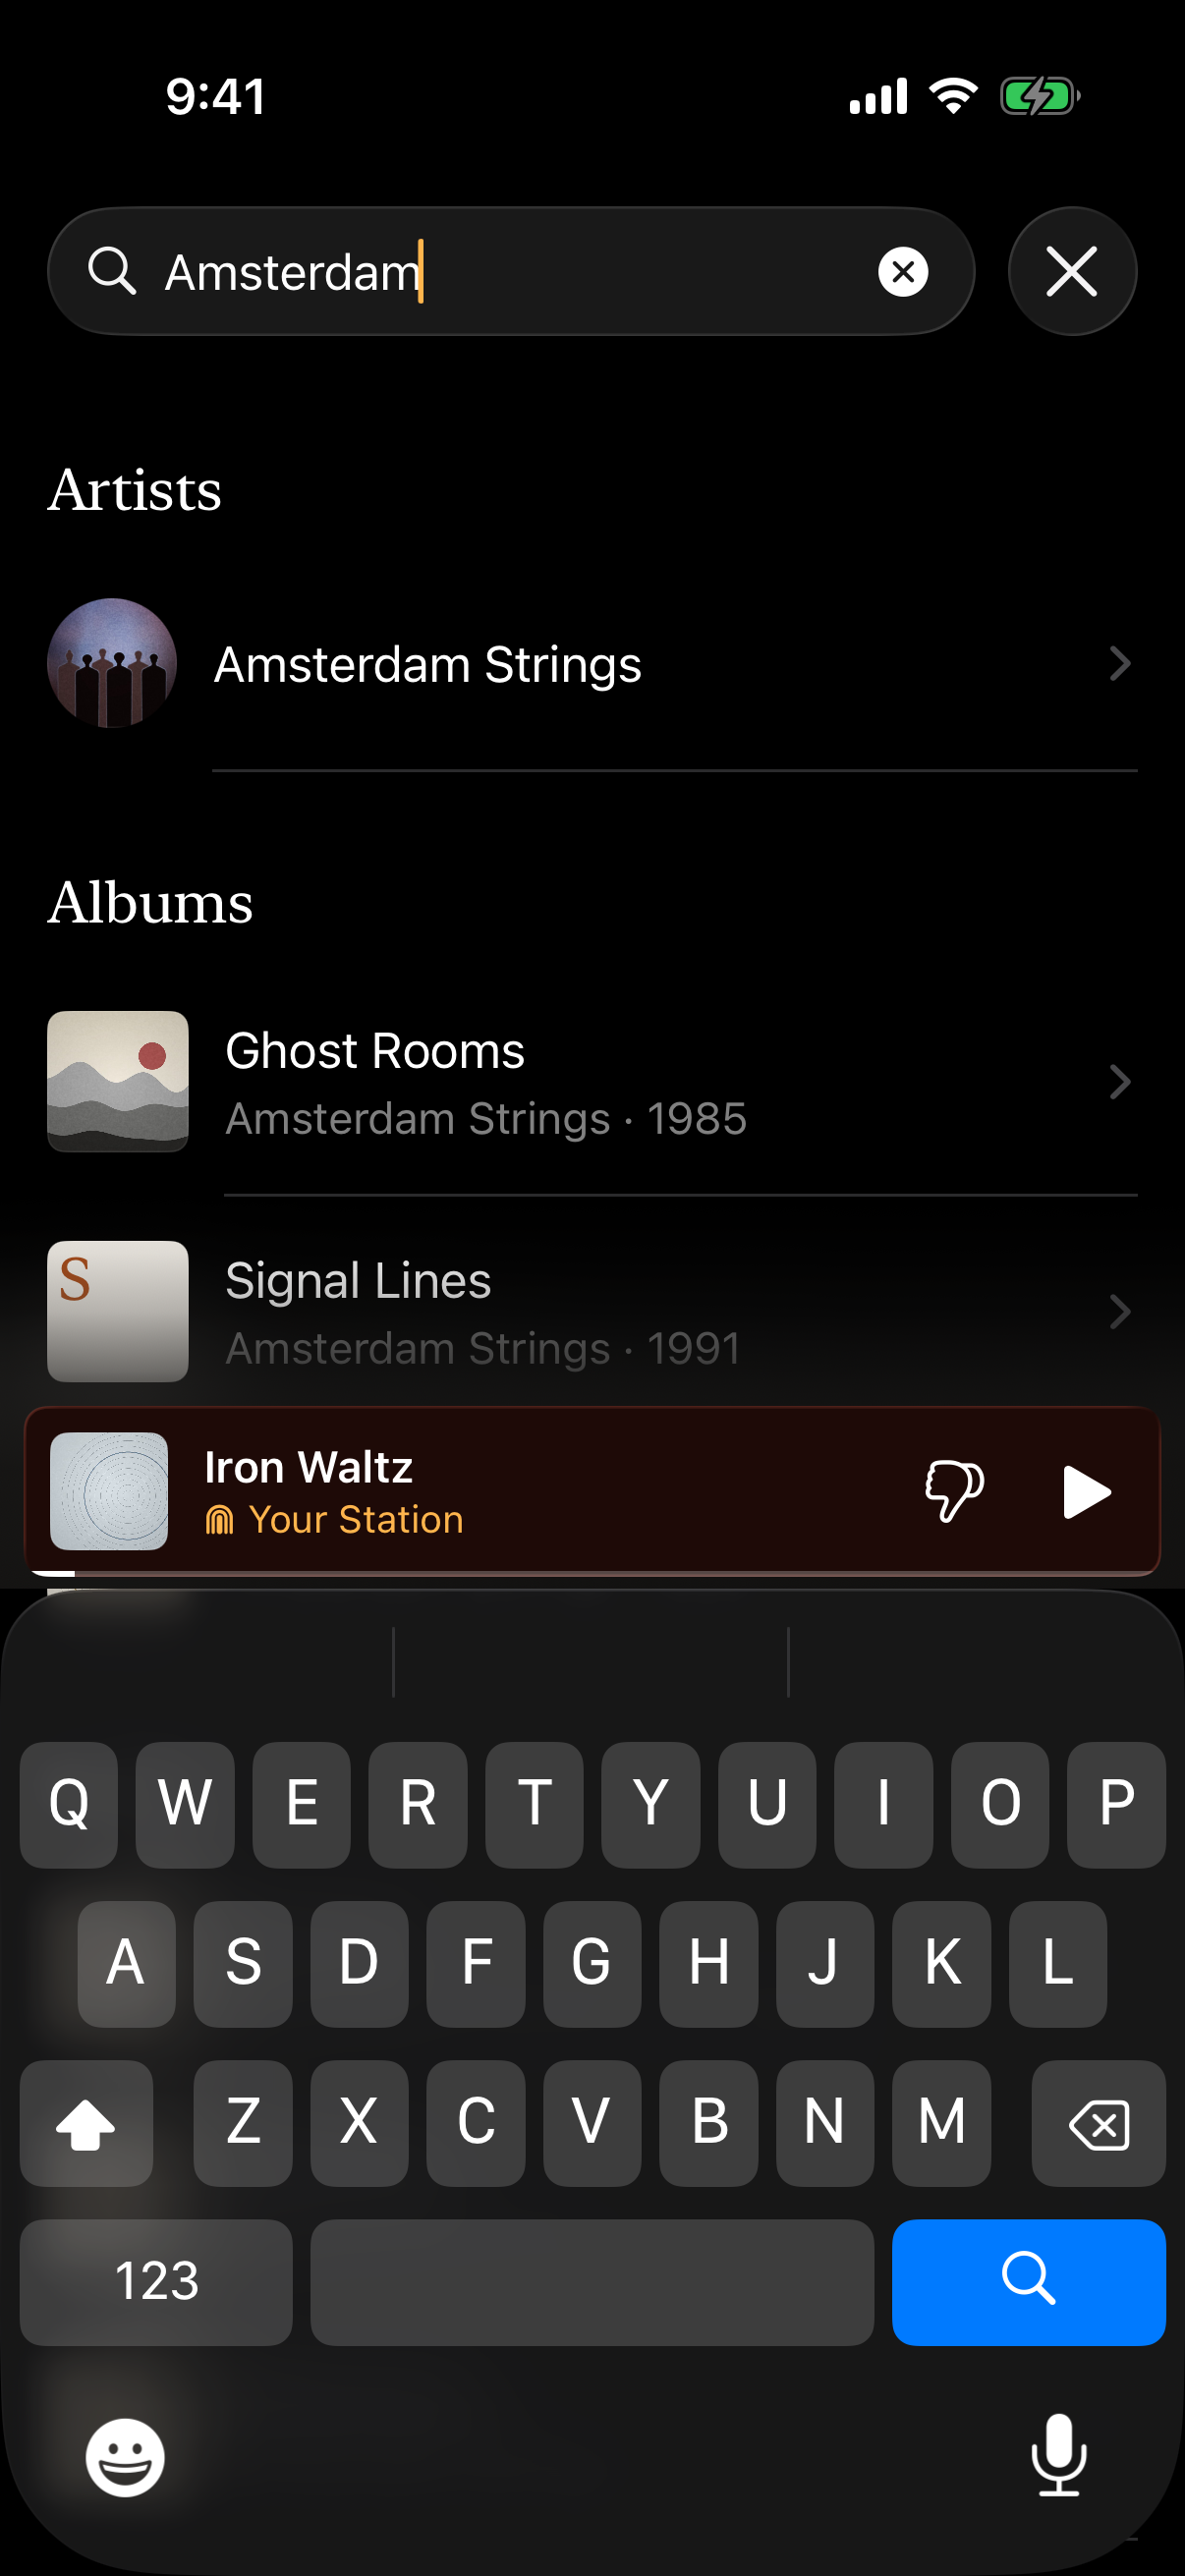 9:41
Amsterdam
Artists
Amsterdam Strings
Albums
Ghost Rooms
Amsterdam Strings · 1985
S
Signal Lines
Amsterdam Strings · 1991
Iron Waltz
Your Station
Q W E R T Y U I O P
A S D F G H J K L
Z X C V B N M
123